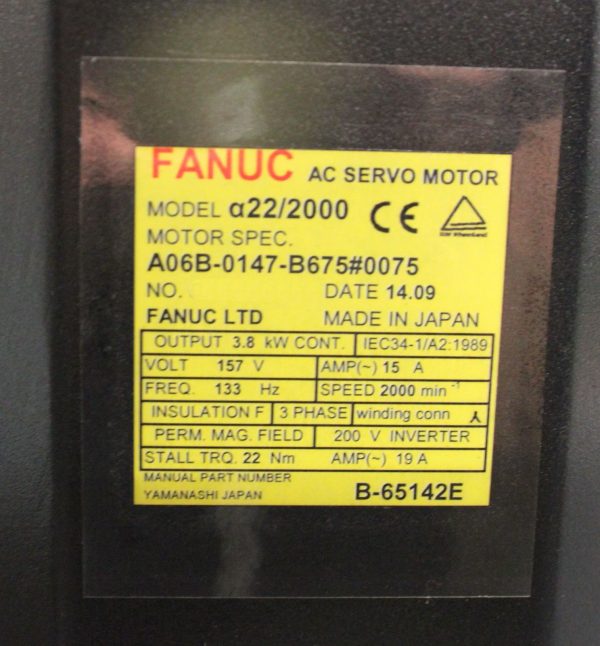 FANUC AC SERVO MOTOR
MODEL α22/2000 CE
MOTOR SPEC.
A06B-0147-B675#0075
NO. DATE 14.09
FANUC LTD MADE IN JAPAN
OUTPUT 3.8 kW CONT. IEC34-1/A2:1989
VOLT 157 V AMP(~) 15 A
FREQ. 133 Hz SPEED 2000 min⁻¹
INSULATION F 3 PHASE winding conn
PERM. MAG. FIELD 200 V INVERTER
STALL TRQ. 22 Nm AMP(~) 19 A
MANUAL PART NUMBER
YAMANASHI JAPAN B-65142E